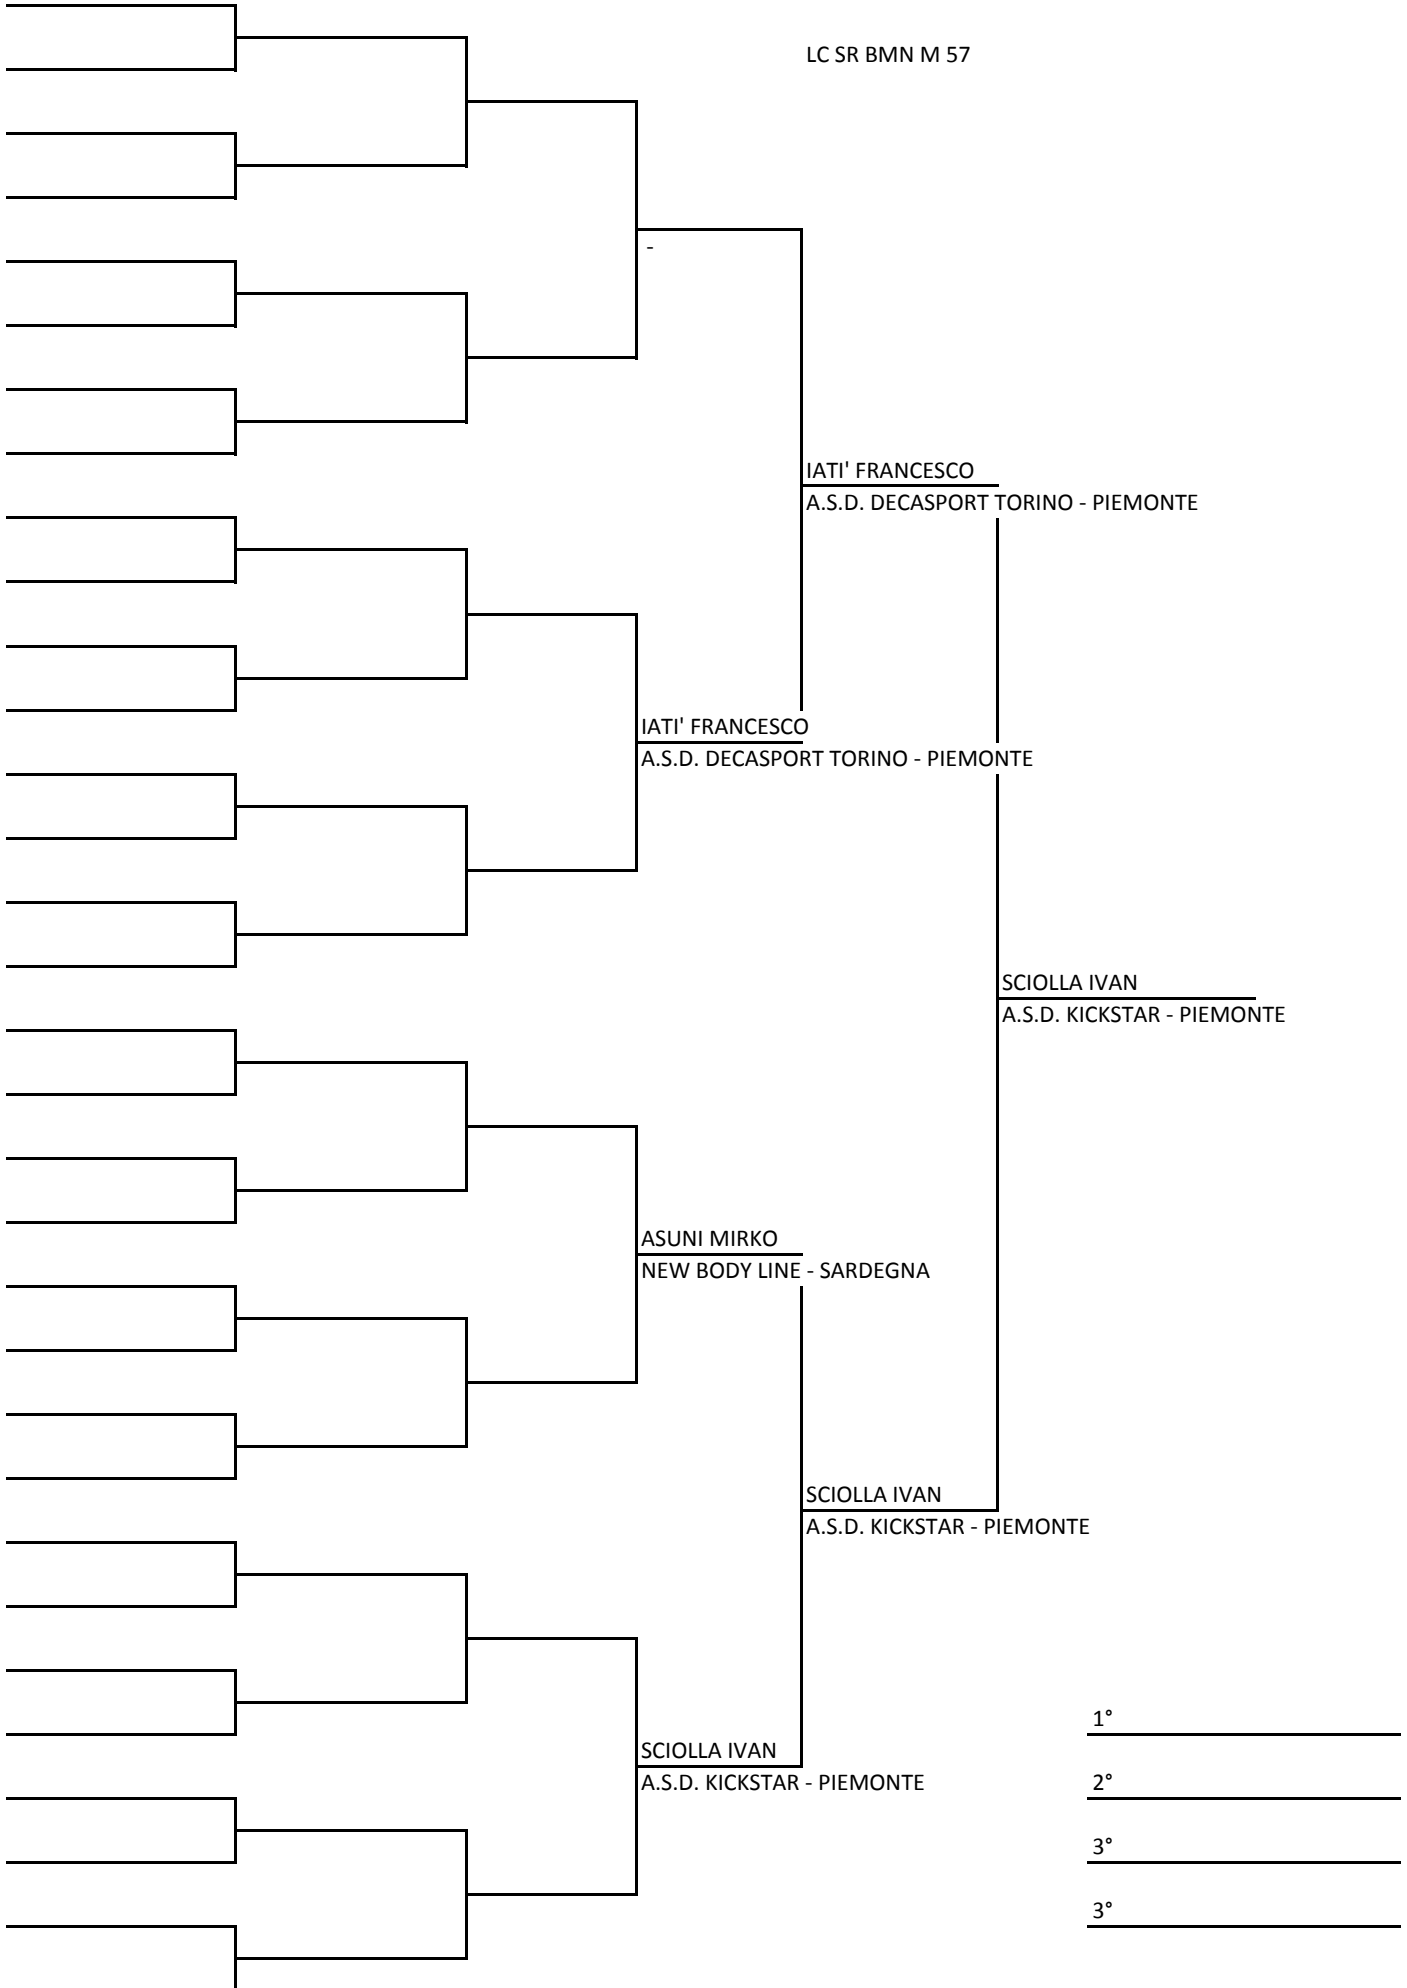 LC SR BMN M 57
-
IATI' FRANCESCO
A.S.D. DECASPORT TORINO - PIEMONTE
IATI' FRANCESCO
A.S.D. DECASPORT TORINO - PIEMONTE
SCIOLLA IVAN
A.S.D. KICKSTAR - PIEMONTE
ASUNI MIRKO
NEW BODY LINE - SARDEGNA
SCIOLLA IVAN
A.S.D. KICKSTAR - PIEMONTE
1°
SCIOLLA IVAN
A.S.D. KICKSTAR - PIEMONTE
2°
3°
3°